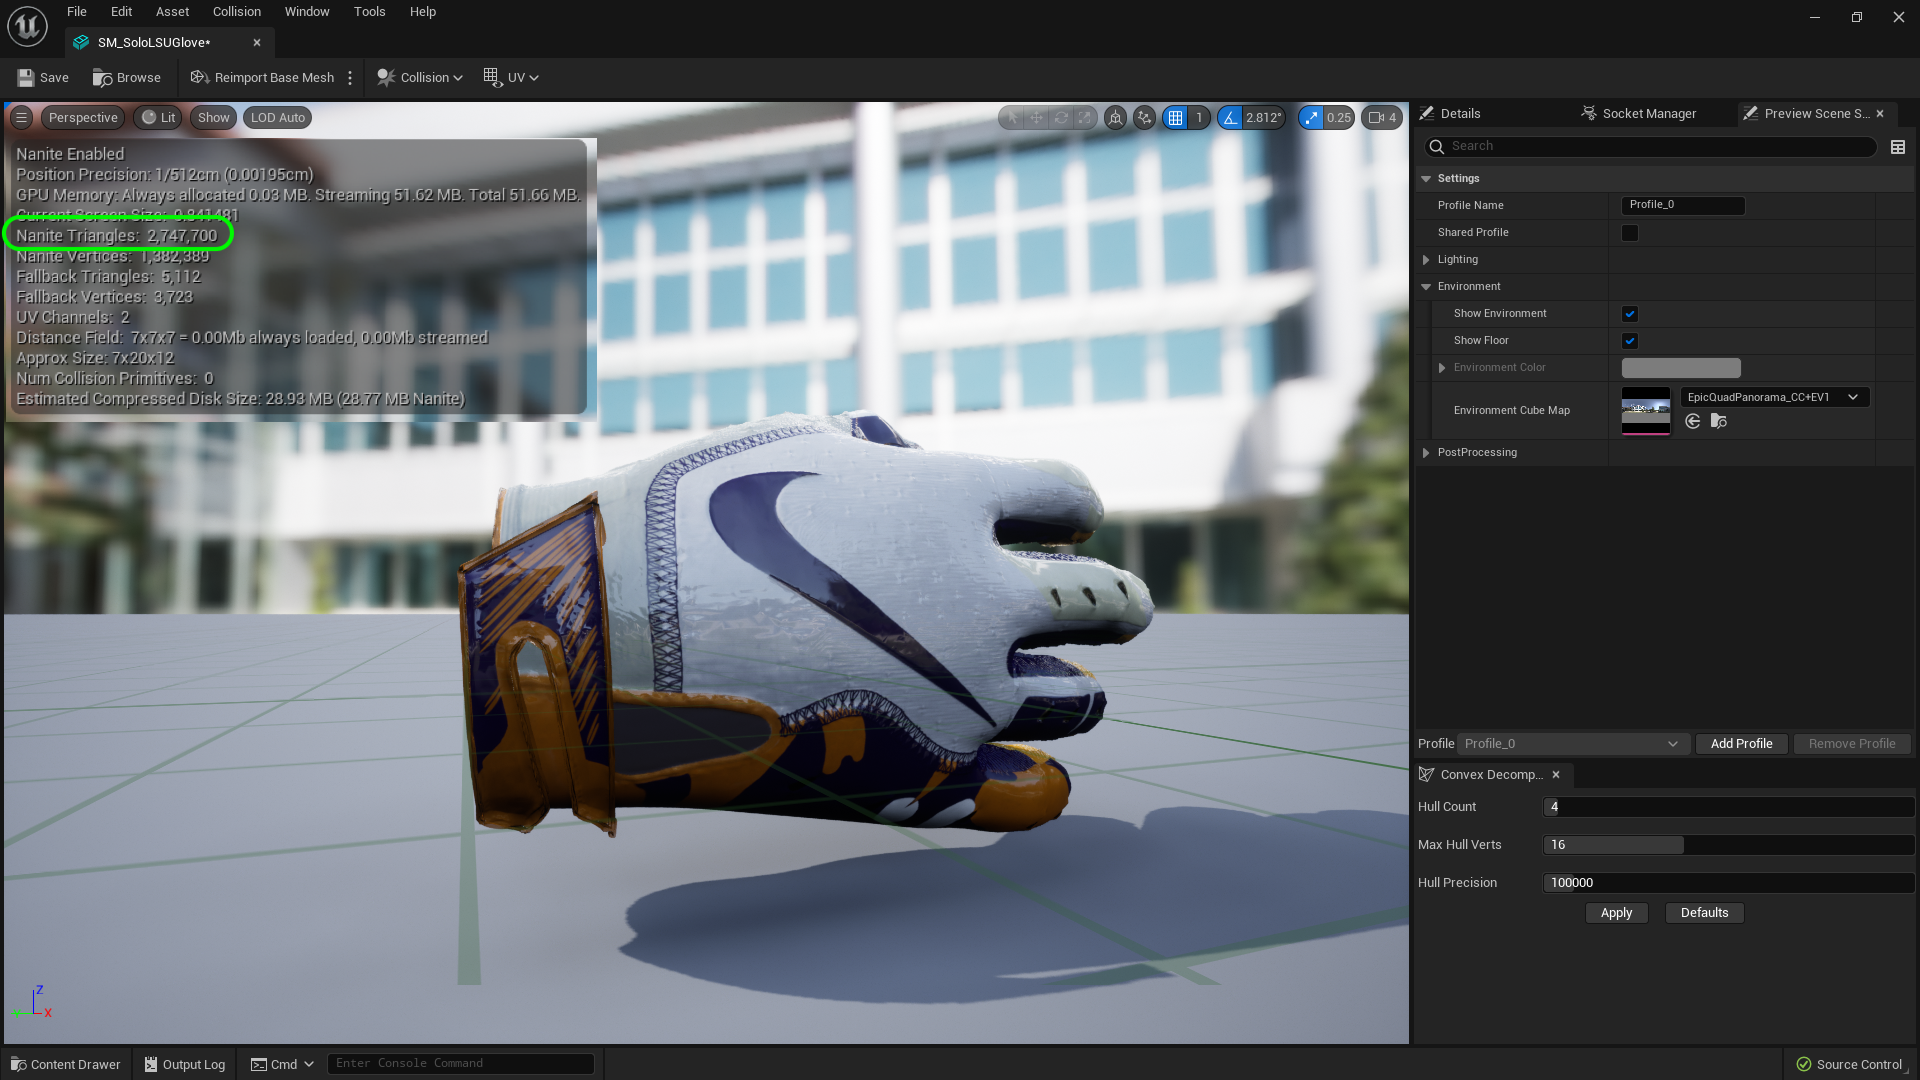 File Edit Asset Collision Window Tools Help
SM_SoloLSUGlove*
Save Browse Reimport Base Mesh Collision UV
Perspective Lit Show LOD Auto 1 2.812° 0.25 4
Nanite Enabled
Position Precision: 1/512cm (0.00195cm)
GPU Memory: Always allocated 0.03 MB. Streaming 51.62 MB. Total 51.66 MB.
Current Screen Size: 0.841481
Nanite Triangles: 2,747,700
Nanite Vertices: 1,382,389
Fallback Triangles: 5,112
Fallback Vertices: 3,723
UV Channels: 2
Distance Field: 7x7x7 = 0.00Mb always loaded, 0.00Mb streamed
Approx Size: 7x20x12
Num Collision Primitives: 0
Estimated Compressed Disk Size: 28.93 MB (28.77 MB Nanite)
Z
Y X
Details Socket Manager Preview Scene S...
Search
Settings
Profile Name Profile_0
Shared Profile
Lighting
Environment
Show Environment
Show Floor
Environment Color
Environment Cube Map EpicQuadPanorama_CC+EV1
PostProcessing
Profile Profile_0 Add Profile Remove Profile
Convex Decomp...
Hull Count 4
Max Hull Verts 16
Hull Precision 100000
Apply Defaults
Content Drawer Output Log Cmd Enter Console Command Source Control